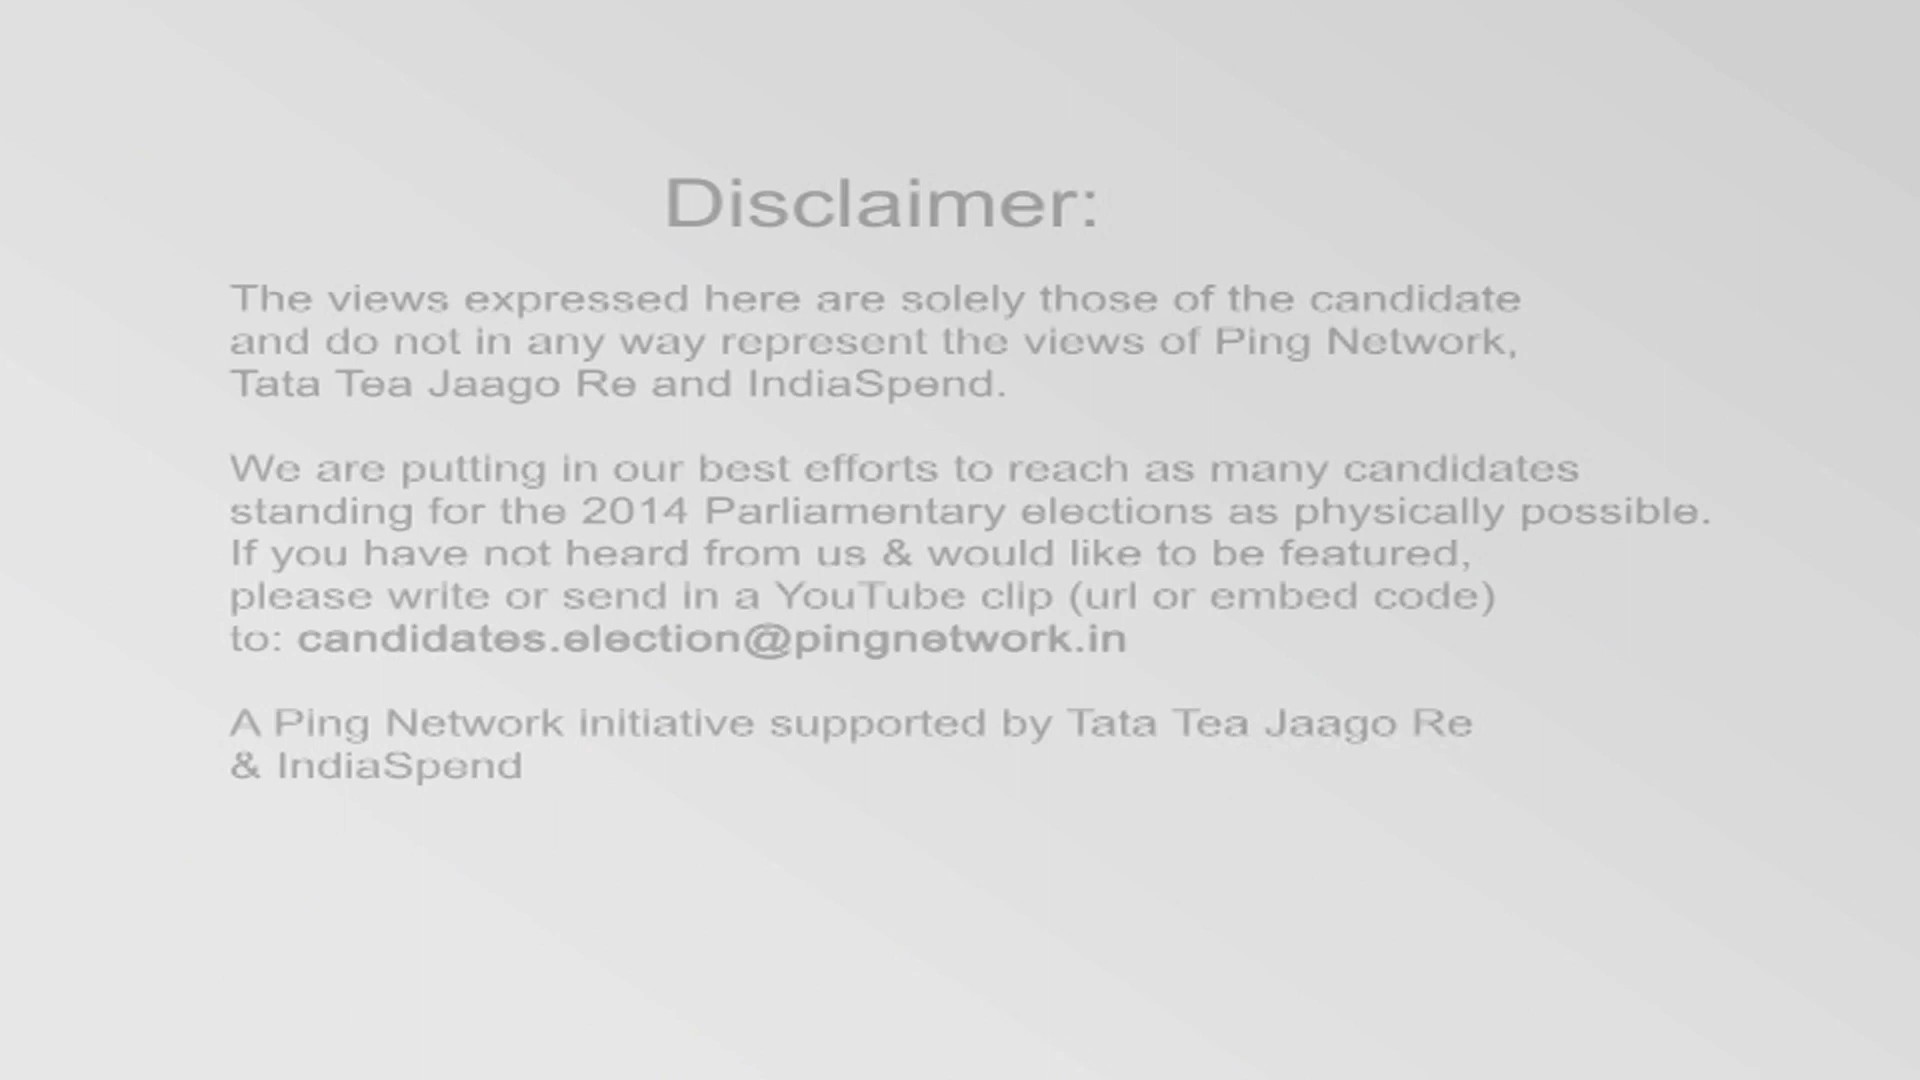 Disclaimer:
The views expressed here are solely those of the candidate
and do not in any way represent the views of Ping Network,
Tata Tea Jaago Re and IndiaSpend.
We are putting in our best efforts to reach as many candidates
standing for the 2014 Parliamentary elections as physically possible.
If you have not heard from us & would like to be featured,
please write or send in a YouTube clip (url or embed code)
to: candidates.election@pingnetwork.in
A Ping Network initiative supported by Tata Tea Jaago Re
& IndiaSpend